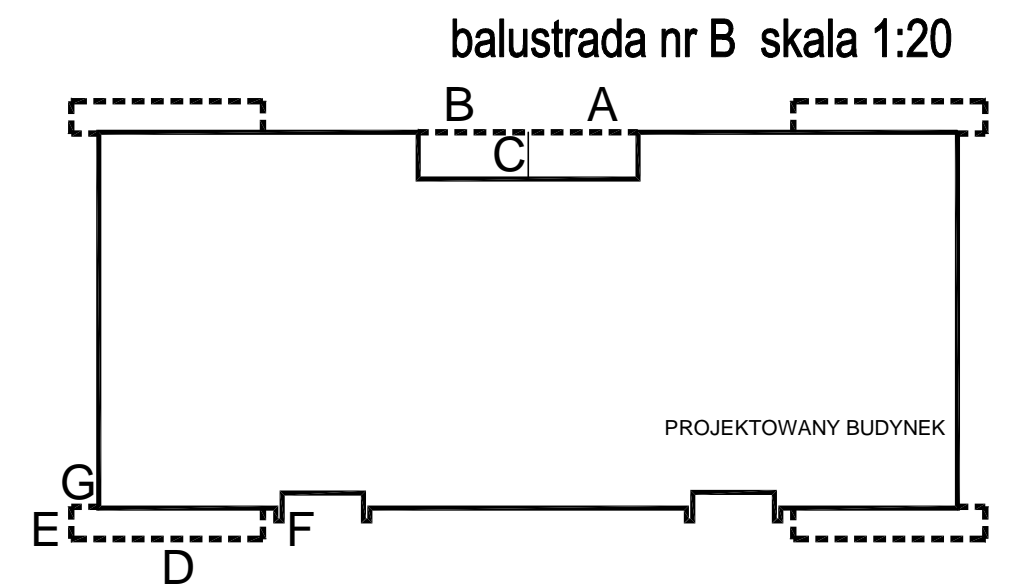 balustrada nr B skala 1:20
B A
C
PROJEKTOWANY BUDYNEK
G
E F
D